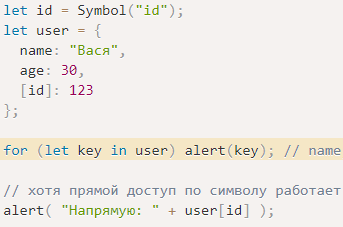 let id = Symbol("id");
let user = {
name: "Вася",
age: 30,
[id]: 123
};
for (let key in user) alert(key); // name
// хотя прямой доступ по символу работает
alert( "Напрямую: " + user[id] );